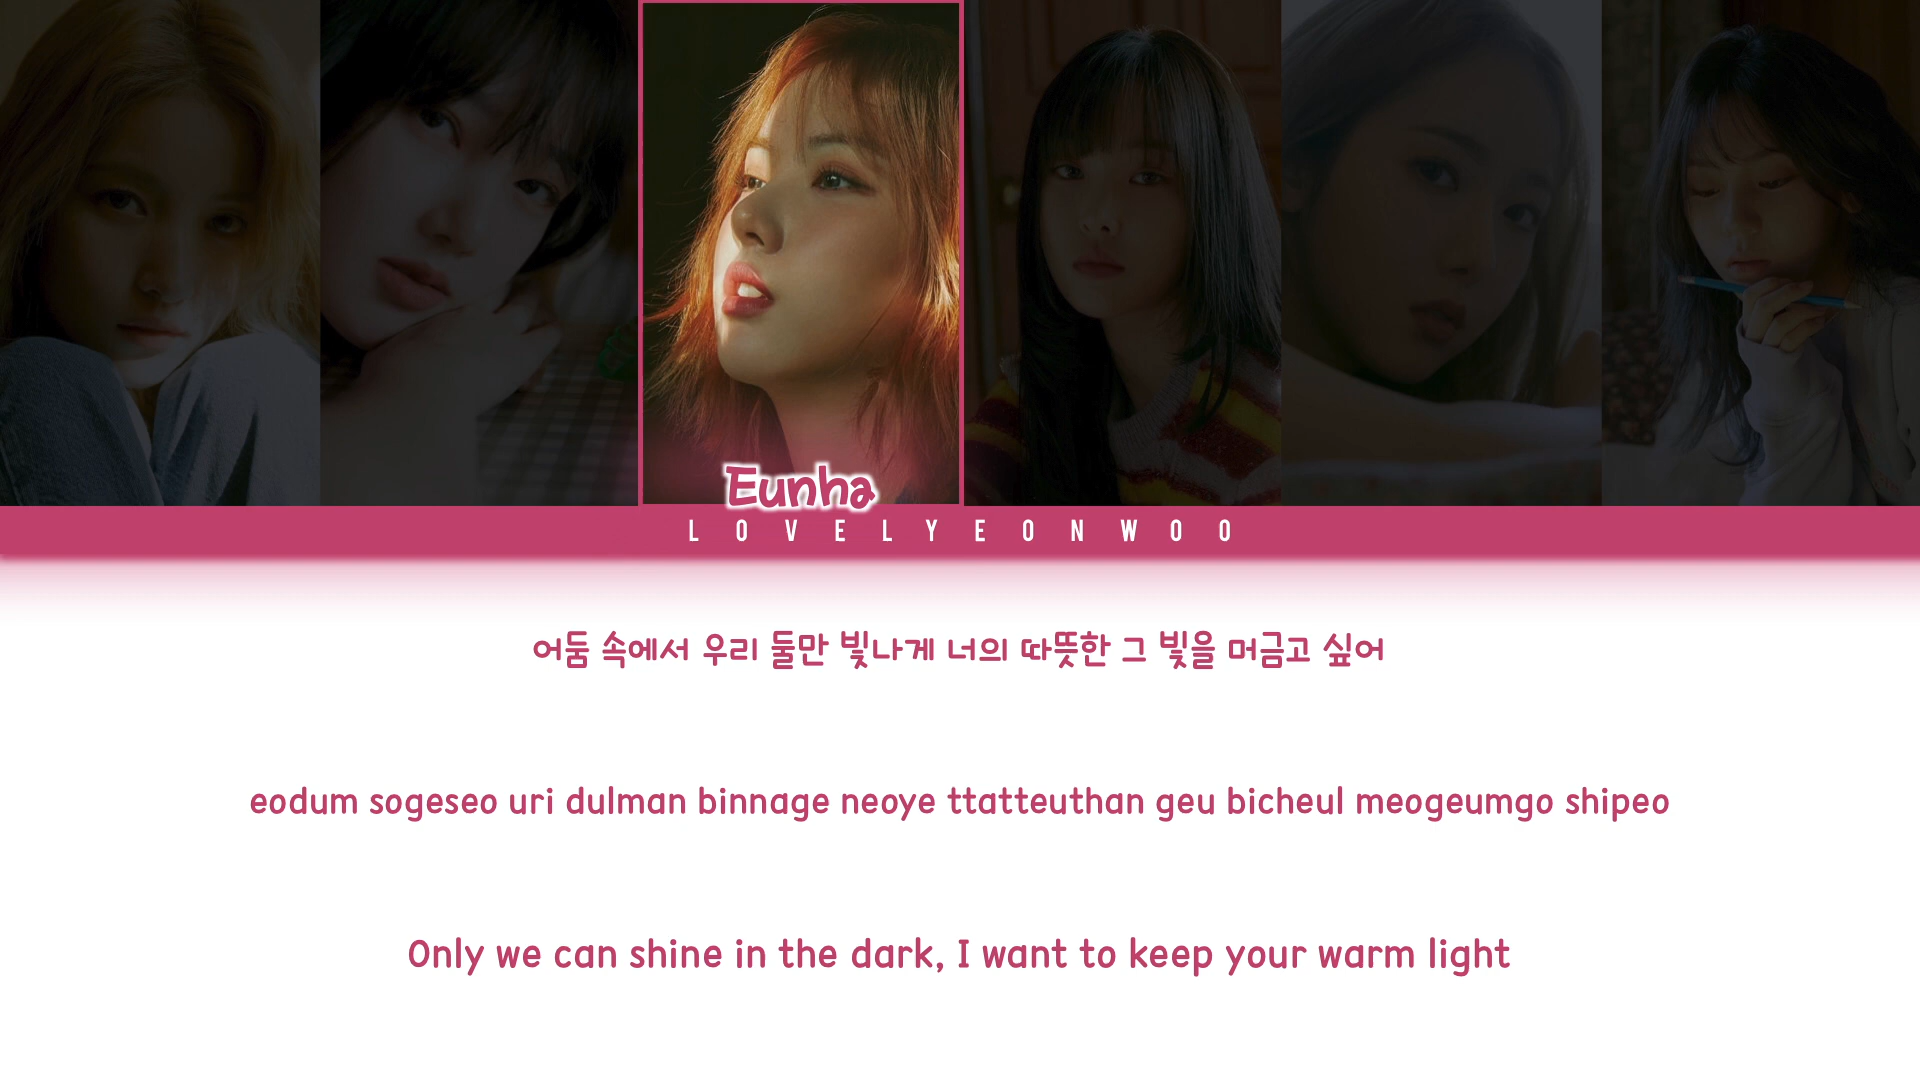 Eunha
LOVELYEONWOO
어둠 속에서 우리 둘만 빛나게 너의 따뜻한 그 빛을 머금고 싶어
eodum sogeseo uri dulman binnage neoye ttatteuthan geu bicheul meogeumgo shipeo
Only we can shine in the dark, I want to keep your warm light